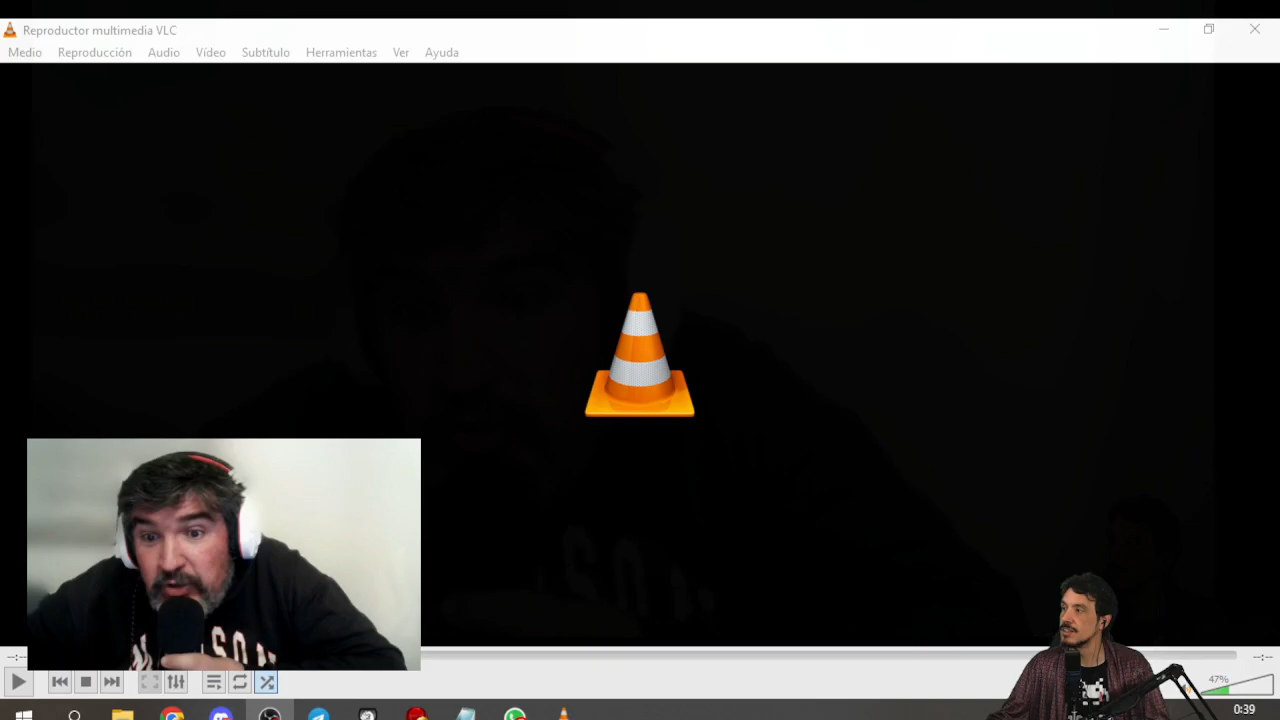 Reproductor multimedia VLC
Medio Reproducción Audio Vídeo Subtítulo Herramientas Ver Ayuda
--:--
--:--
47%
0:39